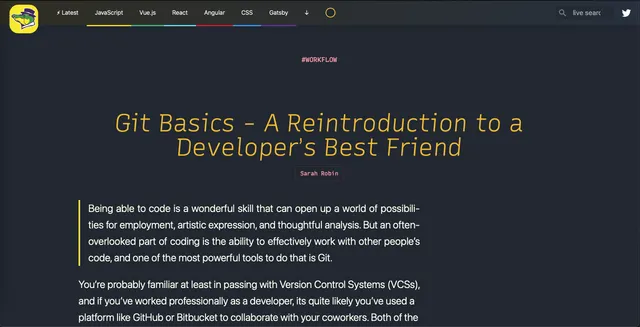 ⚡ Latest JavaScript Vue.js React Angular CSS Gatsby ↓ live searc
#WORKFLOW
Git Basics - A Reintroduction to a
Developer's Best Friend
Sarah Robin
Being able to code is a wonderful skill that can open up a world of possibili-
ties for employment, artistic expression, and thoughtful analysis. But an often-
overlooked part of coding is the ability to effectively work with other people's
code, and one of the most powerful tools to do that is Git.
You're probably familiar at least in passing with Version Control Systems (VCSs),
and if you've worked professionally as a developer, its quite likely you've used a
platform like GitHub or Bitbucket to collaborate with your coworkers. Both of the